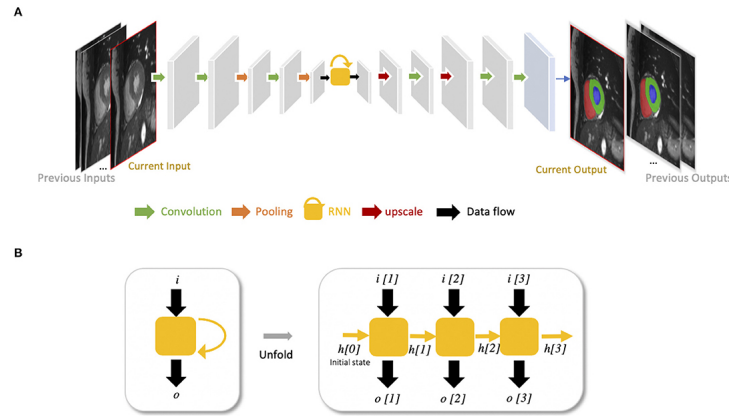 A
...
Current Input
Previous Inputs
Current Output
...
Previous Outputs
Convolution
Pooling
RNN
upscale
Data flow
B
i
o
Unfold
i [1]
i [2]
i [3]
h[0]
Initial state
h[1]
h[2]
h[3]
o [1]
o [2]
o [3]